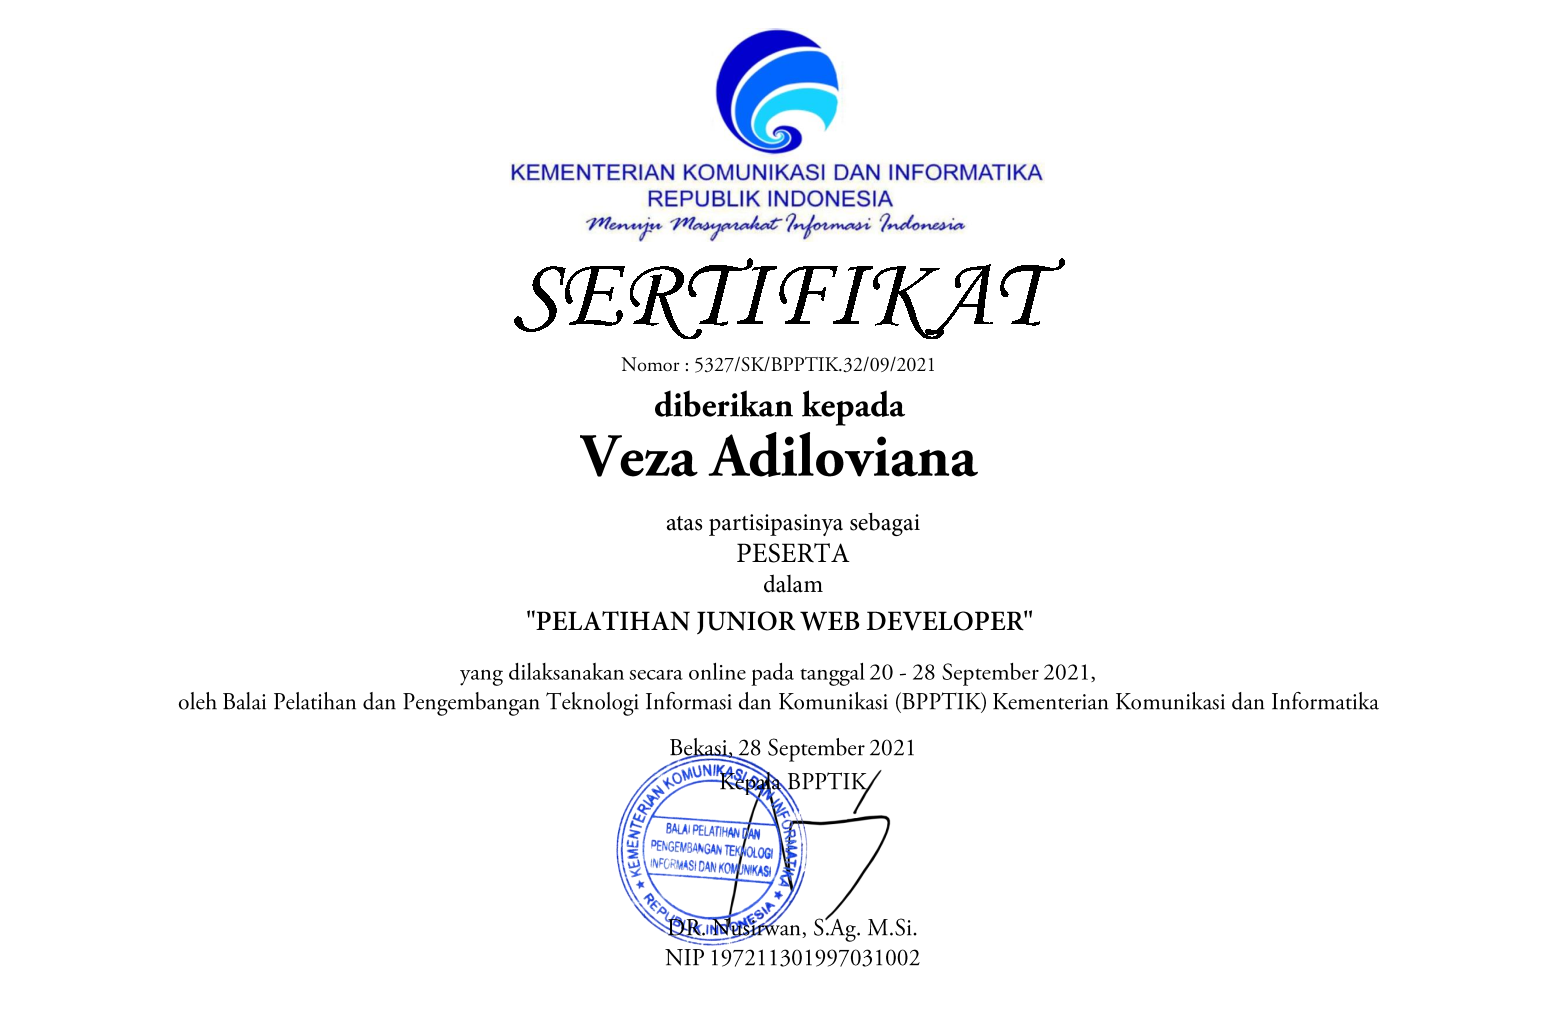 KEMENTERIAN KOMUNIKASI DAN INFORMATIKA
REPUBLIK INDONESIA
Menuju Masyarakat Informasi Indonesia
SERTIFIKAT
Nomor : 5327/SK/BPPTIK.32/09/2021
diberikan kepada
Veza Adiloviana
atas partisipasinya sebagai
PESERTA
dalam
"PELATIHAN JUNIOR WEB DEVELOPER"
yang dilaksanakan secara online pada tanggal 20 - 28 September 2021,
oleh Balai Pelatihan dan Pengembangan Teknologi Informasi dan Komunikasi (BPPTIK) Kementerian Komunikasi dan Informatika
Bekasi, 28 September 2021
Kepala BPPTIK
KEMENTERIAN KOMUNIKASI DAN INFORMATIKA
BALAI PELATIHAN DAN
PENGEMBANGAN TEKNOLOGI
INFORMASI DAN KOMUNIKASI
★ REPUBLIK INDONESIA ★
DR. Nusirwan, S.Ag. M.Si.
NIP 197211301997031002